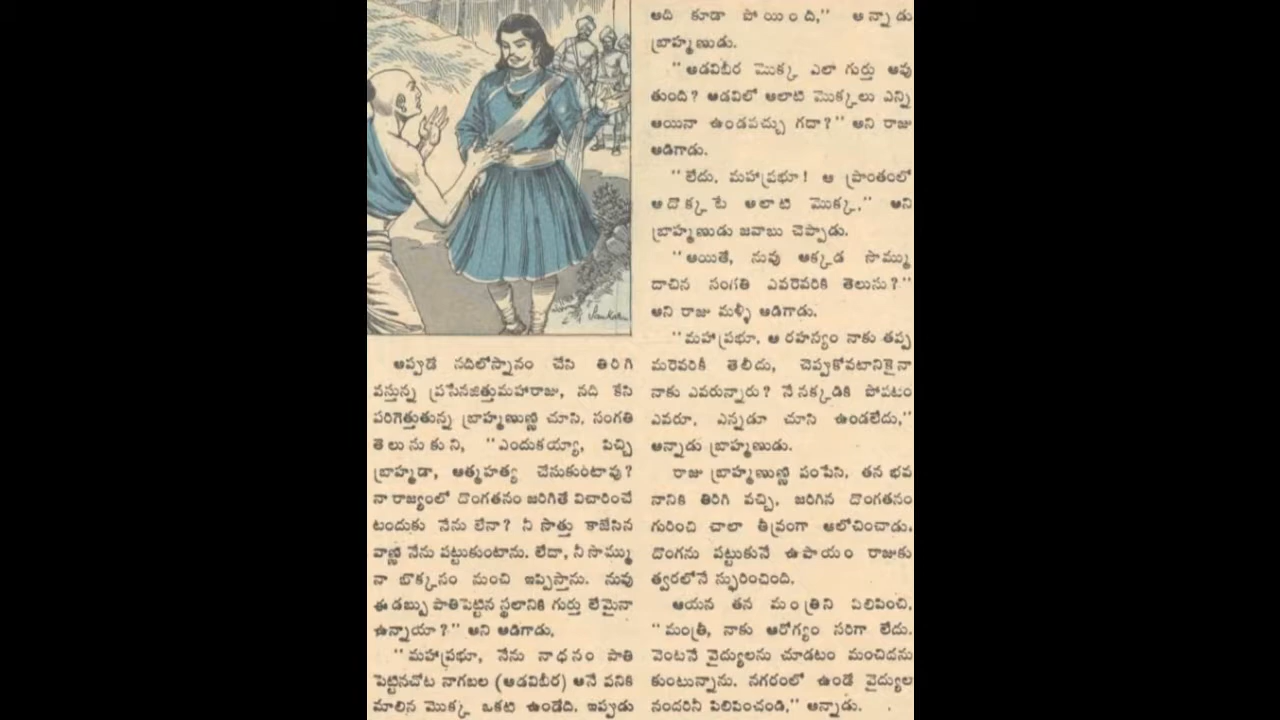 అప్పుడే నదిలోస్నానం చేసి తిరిగి
వస్తున్న ప్రసేనజిత్తుమహారాజు, నది కేసి
పరిగెత్తుతున్న బ్రాహ్మణుణ్ణి చూసి, సంగతి
తెలుసుకుని, "ఎందుకయ్యా, పిచ్చి
బ్రాహ్మడా, ఆత్మహత్య చేసుకుంటావు?
నా రాజ్యంలో దొంగతనం జరిగితే విచారించే
టందుకు నేను లేనా? నీ సొత్తు కాజేసిన
వాణ్ణి నేను పట్టుకుంటాను. లేదా, నీ సొమ్ము
నా బొక్కసం నుంచి ఇప్పిస్తాను. నువు
ఈ డబ్బు పాతిపెట్టిన స్థలానికి గుర్తు లేమైనా
ఉన్నాయా?" అని అడిగాడు.
"మహాప్రభూ, నేను నా ధనం పాతి
పెట్టినచోట నాగబల (అడవిబీర) అనే పనికి
మాలిన మొక్క ఒకటి ఉండేది. ఇప్పుడు
అది కూడా పోయింది," అన్నాడు
బ్రాహ్మణుడు.
"అడవిబీర మొక్క ఎలా గుర్తు అవు
తుంది? అడవిలో అలాటి మొక్కలు ఎన్ని
అయినా ఉండవచ్చు గదా?" అని రాజు
అడిగాడు.
"లేదు, మహాప్రభూ! ఆ ప్రాంతంలో
అదొక్కటే అలాటి మొక్క," అని
బ్రాహ్మణుడు జవాబు చెప్పాడు.
"అయితే, నువు అక్కడ సొమ్ము
దాచిన సంగతి ఎవరెవరికి తెలుసు?"
అని రాజు మళ్ళీ అడిగాడు.
"మహాప్రభూ, ఆ రహస్యం నాకు తప్ప
మరెవరికీ తెలీదు, చెప్పుకోవటానికైనా
నాకు ఎవరున్నారు? నే నక్కడికి పోవటం
ఎవరూ, ఎన్నడూ చూసి ఉండలేదు,"
అన్నాడు బ్రాహ్మణుడు.
రాజు బ్రాహ్మణుణ్ణి పంపేసి, తన భవ
నానికి తిరిగి వచ్చి, జరిగిన దొంగతనం
గురించి చాలా తీవ్రంగా ఆలోచించాడు.
దొంగను పట్టుకునే ఉపాయం రాజుకు
త్వరలోనే స్ఫురించింది.
ఆయన తన మంత్రిని పిలిపించి,
"మంత్రీ, నాకు ఆరోగ్యం సరిగా లేదు.
వెంటనే వైద్యులను చూడటం మంచిదను
కుంటున్నాను. నగరంలో ఉండే వైద్యుల
నందరినీ పిలిపించండి," అన్నాడు.